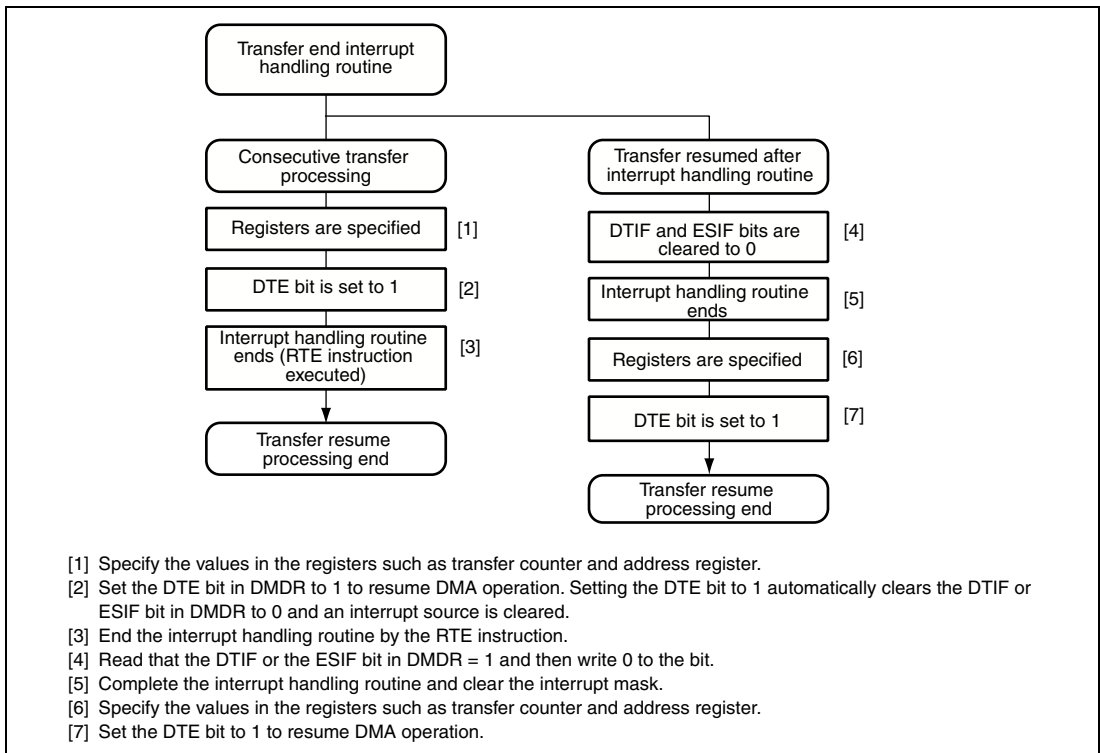 Transfer end interrupt
handling routine
Consecutive transfer
processing
Registers are specified
[1]
DTE bit is set to 1
[2]
Interrupt handling routine
ends (RTE instruction
executed)
[3]
Transfer resume
processing end
Transfer resumed after
interrupt handling routine
DTIF and ESIF bits are
cleared to 0
[4]
Interrupt handling routine
ends
[5]
Registers are specified
[6]
DTE bit is set to 1
[7]
Transfer resume
processing end
[1] Specify the values in the registers such as transfer counter and address register.
[2] Set the DTE bit in DMDR to 1 to resume DMA operation. Setting the DTE bit to 1 automatically clears the DTIF or
ESIF bit in DMDR to 0 and an interrupt source is cleared.
[3] End the interrupt handling routine by the RTE instruction.
[4] Read that the DTIF or the ESIF bit in DMDR = 1 and then write 0 to the bit.
[5] Complete the interrupt handling routine and clear the interrupt mask.
[6] Specify the values in the registers such as transfer counter and address register.
[7] Set the DTE bit to 1 to resume DMA operation.